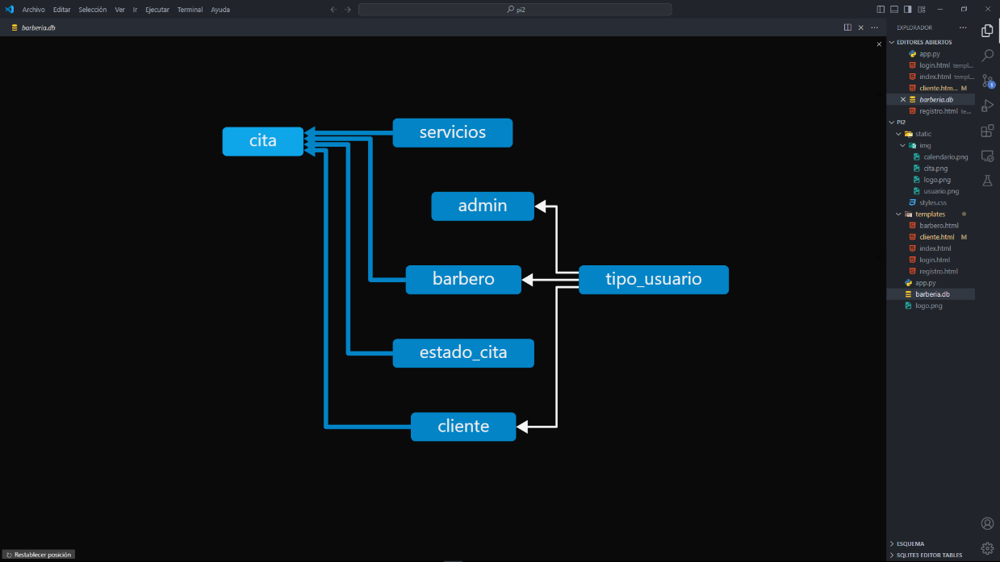 Archivo Editar Selección Ver Ir Ejecutar Terminal Ayuda
pi2
barberia.db
cita
servicios
admin
barbero
tipo_usuario
estado_cita
cliente
Restablecer posición
EXPLORADOR
EDITORES ABIERTOS
app.py
login.html templ...
index.html templ...
cliente.htm... M
barberia.db
registro.html te...
PI2
static
img
calendario.png
cita.png
logo.png
usuario.png
styles.css
templates
barbero.html
cliente.html M
index.html
login.html
registro.html
app.py
barberia.db
logo.png
ESQUEMA
SQLITE3 EDITOR TABLES
1